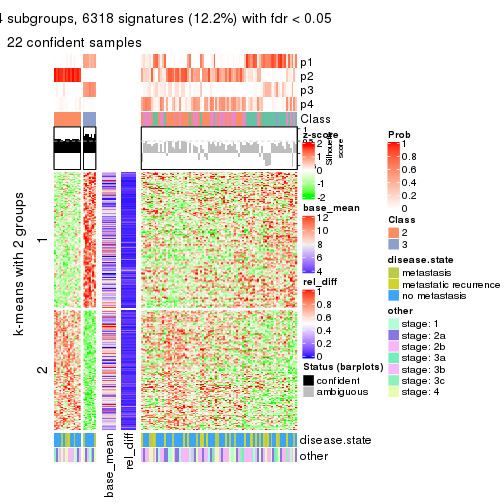 4 subgroups, 6318 signatures (12.2%) with fdr < 0.05
22 confident samples
p1
p2
p3
p4
Class
1
Silhouette
score
k-means with 2 groups
1
2
base_mean
rel_diff
disease.state
other
z-score
2
1
0
-1
-2
base_mean
12
10
8
6
4
rel_diff
1
0.8
0.6
0.4
0.2
0
Status (barplots)
confident
ambiguous
Prob
1
0.8
0.6
0.4
0.2
0
Class
2
3
disease.state
metastasis
metastatic recurrence
no metastasis
other
stage: 1
stage: 2a
stage: 2b
stage: 3a
stage: 3b
stage: 3c
stage: 4